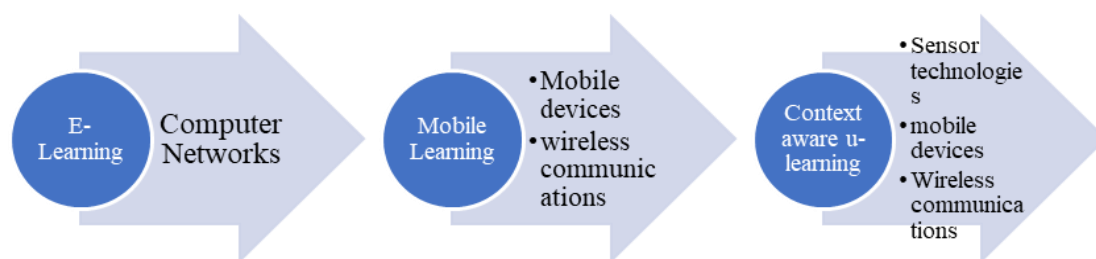 E-
Learning
Computer
Networks
Mobile
Learning
•Mobile
devices
•wireless
communic
ations
Context
aware u-
learning
•Sensor
technologie
s
•mobile
devices
•Wireless
communica
tions